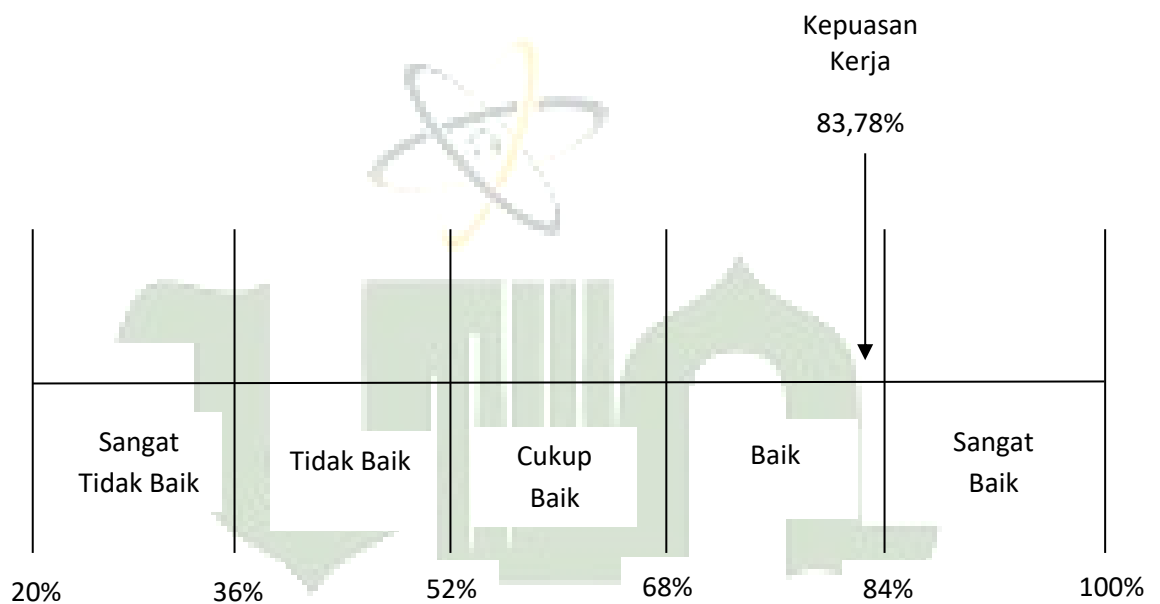 Kepuasan
Kerja
83,78%
Sangat
Tidak Baik
Tidak Baik
Cukup
Baik
Baik
Sangat
Baik
20%
36%
52%
68%
84%
100%